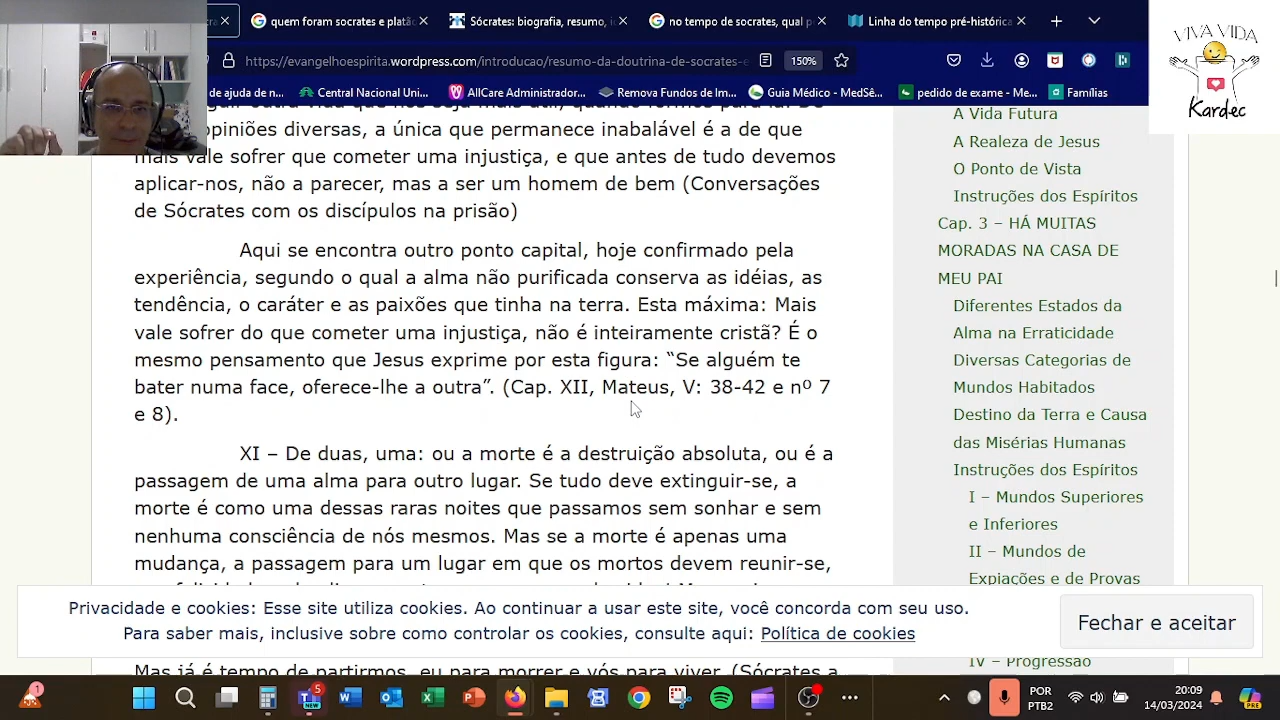 quem foram socrates e platão
Sócrates: biografia, resumo, i
no tempo de socrates, qual p
Linha do tempo pré-histórica
https://evangelhoespirita.wordpress.com/introducao/resumo-da-doutrina-de-socrates-e
150%
de ajuda de n...
Central Nacional Uni...
AllCare Administrador...
Remova Fundos de Im...
Guia Médico - MedSê...
pedido de exame - Me...
Famílias
VIVA VIDA
Kardec
opiniões diversas, a única que permanece inabalável é a de que
mais vale sofrer que cometer uma injustiça, e que antes de tudo devemos
aplicar-nos, não a parecer, mas a ser um homem de bem (Conversações
de Sócrates com os discípulos na prisão)
Aqui se encontra outro ponto capital, hoje confirmado pela
experiência, segundo o qual a alma não purificada conserva as idéias, as
tendência, o caráter e as paixões que tinha na terra. Esta máxima: Mais
vale sofrer do que cometer uma injustiça, não é inteiramente cristã? É o
mesmo pensamento que Jesus exprime por esta figura: “Se alguém te
bater numa face, oferece-lhe a outra”. (Cap. XII, Mateus, V: 38-42 e nº 7
e 8).
XI – De duas, uma: ou a morte é a destruição absoluta, ou é a
passagem de uma alma para outro lugar. Se tudo deve extinguir-se, a
morte é como uma dessas raras noites que passamos sem sonhar e sem
nenhuma consciência de nós mesmos. Mas se a morte é apenas uma
mudança, a passagem para um lugar em que os mortos devem reunir-se,
Mas já é tempo de partirmos, eu para morrer e vós para viver. (Sócrates a
A Vida Futura
A Realeza de Jesus
O Ponto de Vista
Instruções dos Espíritos
Cap. 3 – HÁ MUITAS
MORADAS NA CASA DE
MEU PAI
Diferentes Estados da
Alma na Erraticidade
Diversas Categorias de
Mundos Habitados
Destino da Terra e Causa
das Misérias Humanas
Instruções dos Espíritos
I – Mundos Superiores
e Inferiores
II – Mundos de
Expiações e de Provas
IV – Progressão
Privacidade e cookies: Esse site utiliza cookies. Ao continuar a usar este site, você concorda com seu uso.
Para saber mais, inclusive sobre como controlar os cookies, consulte aqui: Política de cookies
Fechar e aceitar
1
5
NEW
POR
PTB2
20:09
14/03/2024
PRE